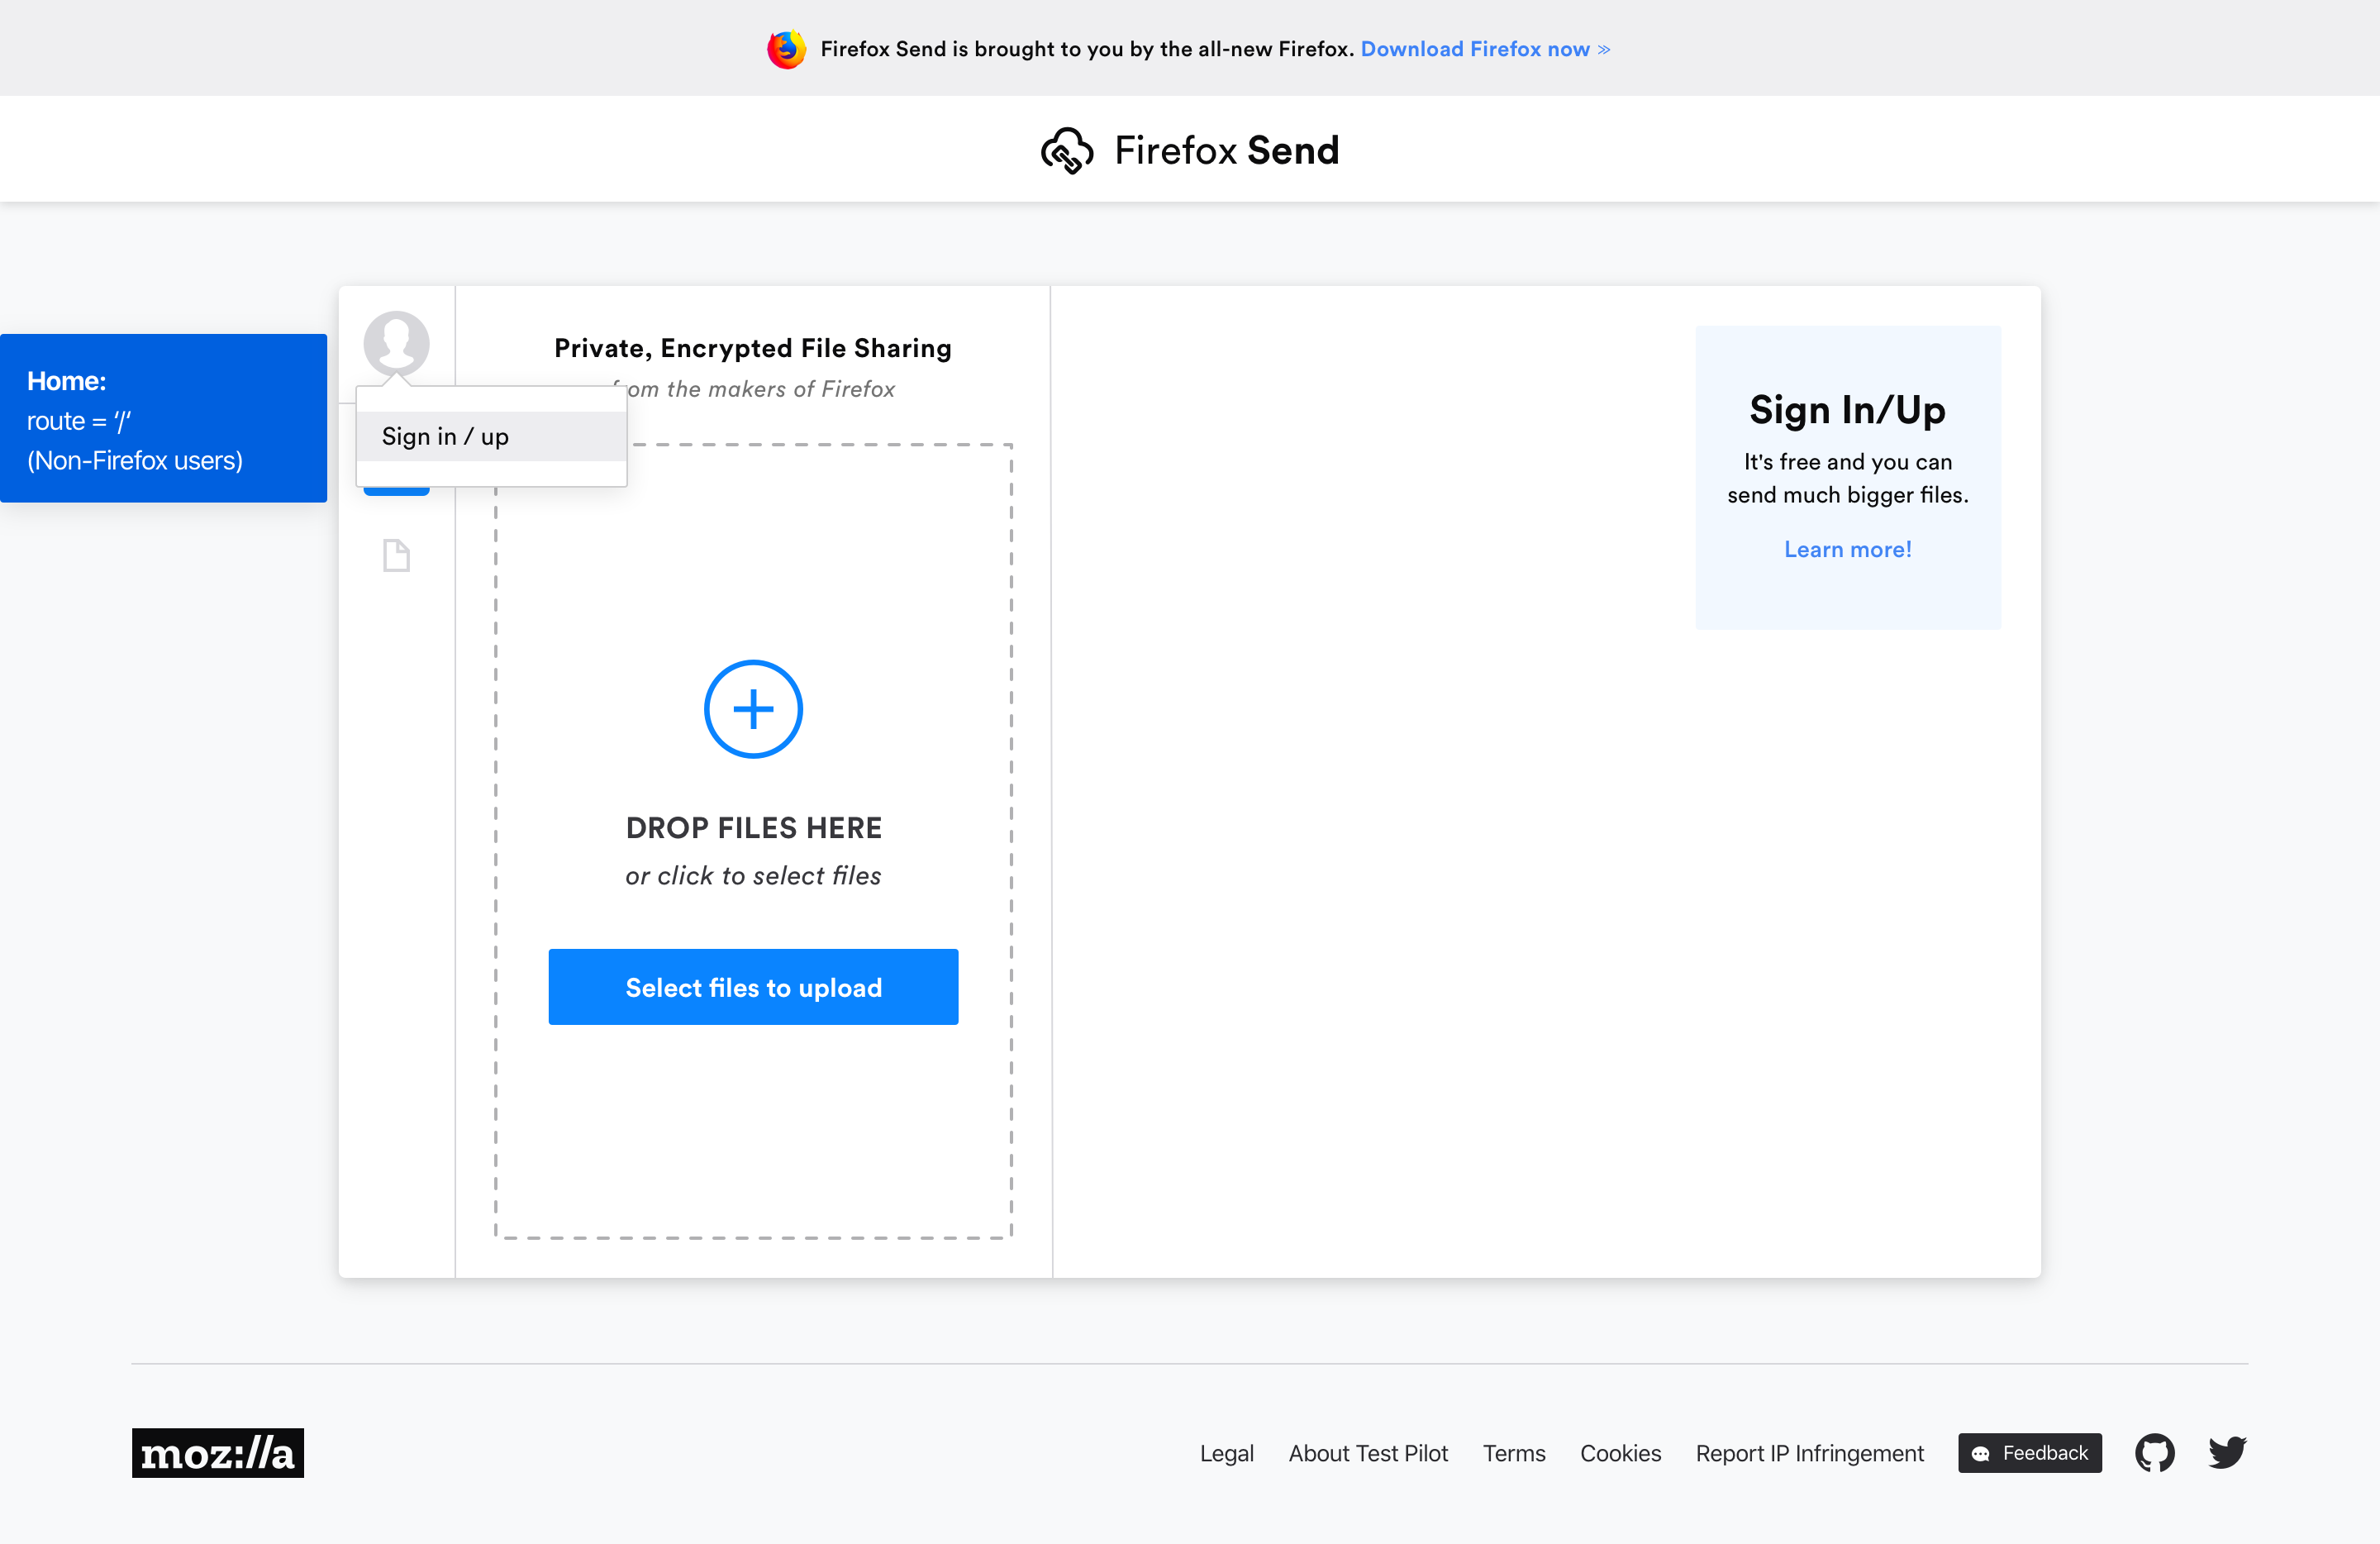 Firefox Send is brought to you by the all-new Firefox. Download Firefox now »
Firefox Send
Home:
route = ‘/‘
(Non-Firefox users)
Private, Encrypted File Sharing
from the makers of Firefox
Sign in / up
DROP FILES HERE
or click to select files
Select files to upload
Sign In/Up
It's free and you can
send much bigger files.
Learn more!
moz://a
Legal About Test Pilot Terms Cookies Report IP Infringement Feedback